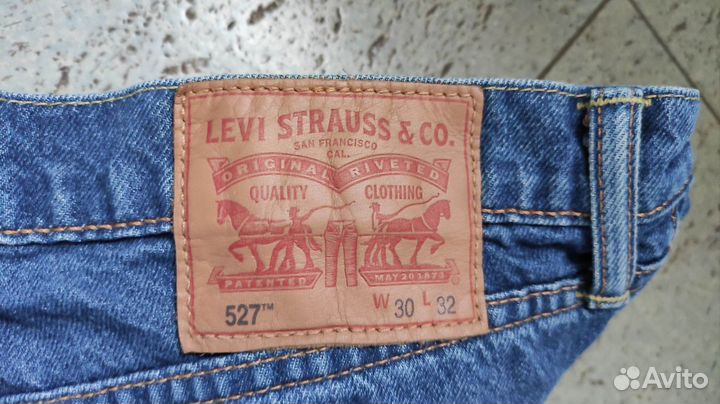 LEVI STRAUSS & CO.
SAN FRANCISCO
CAL.
ORIGINAL RIVETED
QUALITY CLOTHING
PATENTED MAY 20 1873
527™ W 30 L 32
Avito